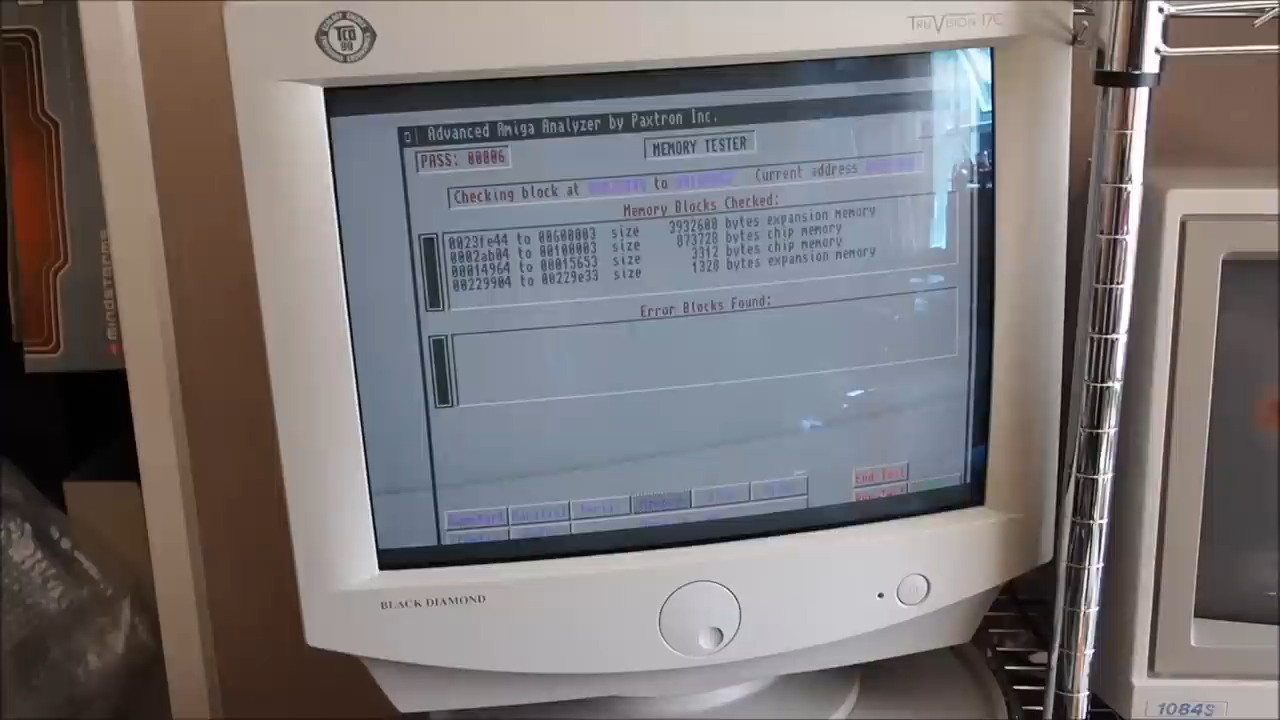 TCO
99
TRUVISION 17C
Advanced Amiga Analyzer by Paxtron Inc.
PASS: 00006
MEMORY TESTER
Checking block at to Current address
Memory Blocks Checked:
0023fe44 to 00600003 size 3932600 bytes expansion memory
0002ab04 to 00100003 size 873728 bytes chip memory
00014964 to 00015653 size 3312 bytes chip memory
00229904 to 00229e33 size 1328 bytes expansion memory
Error Blocks Found:
End Test
Parallel
Memory
MINDSTORMS
BLACK DIAMOND
1084S